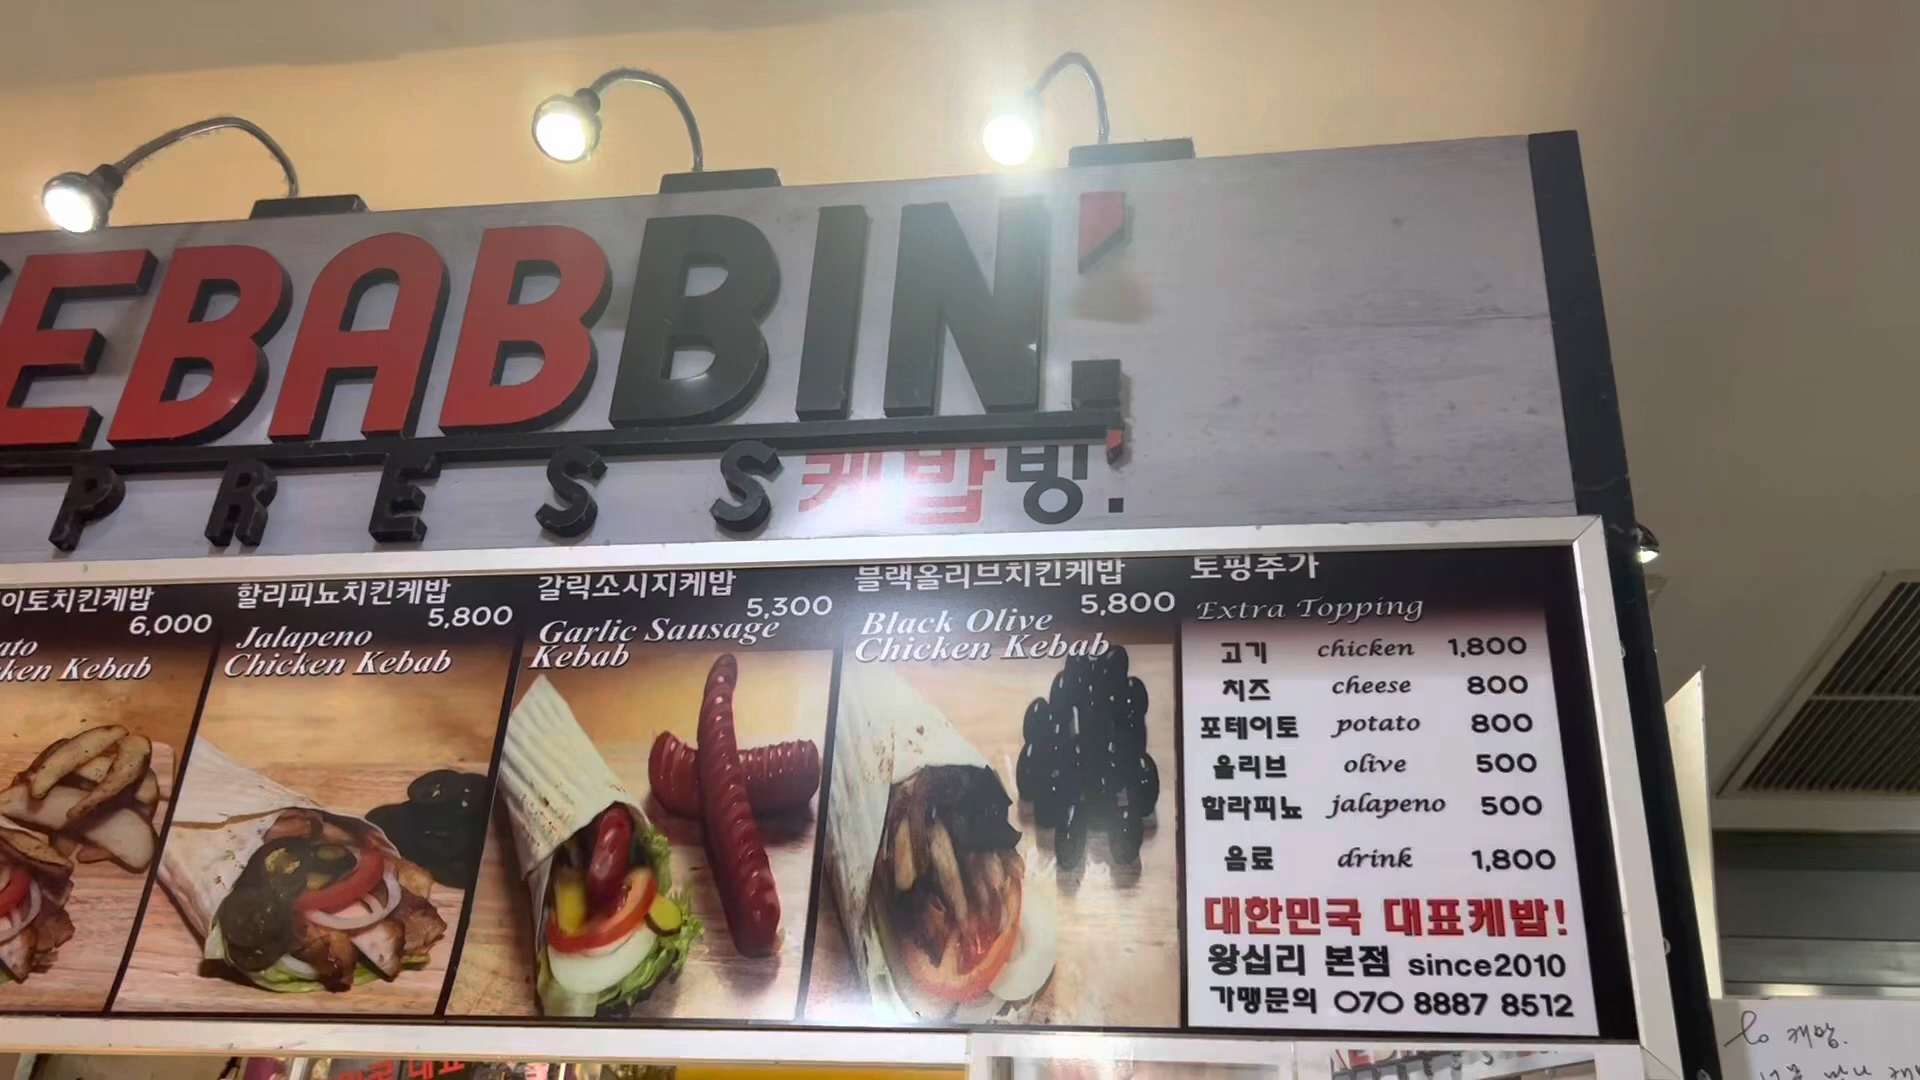 KEBABBIN!
PRESS 케밥빙!
이토치킨케밥
6,000
ato
ken Kebab
할리피뇨치킨케밥
5,800
Jalapeno
Chicken Kebab
갈릭소시지케밥
5,300
Garlic Sausage
Kebab
블랙올리브치킨케밥
5,800
Black Olive
Chicken Kebab
토핑추가
Extra Topping
고기 chicken 1,800
치즈 cheese 800
포테이토 potato 800
올리브 olive 500
할라피뇨 jalapeno 500
음료 drink 1,800
대한민국 대표케밥!
왕십리 본점 since2010
가맹문의 070 8887 8512